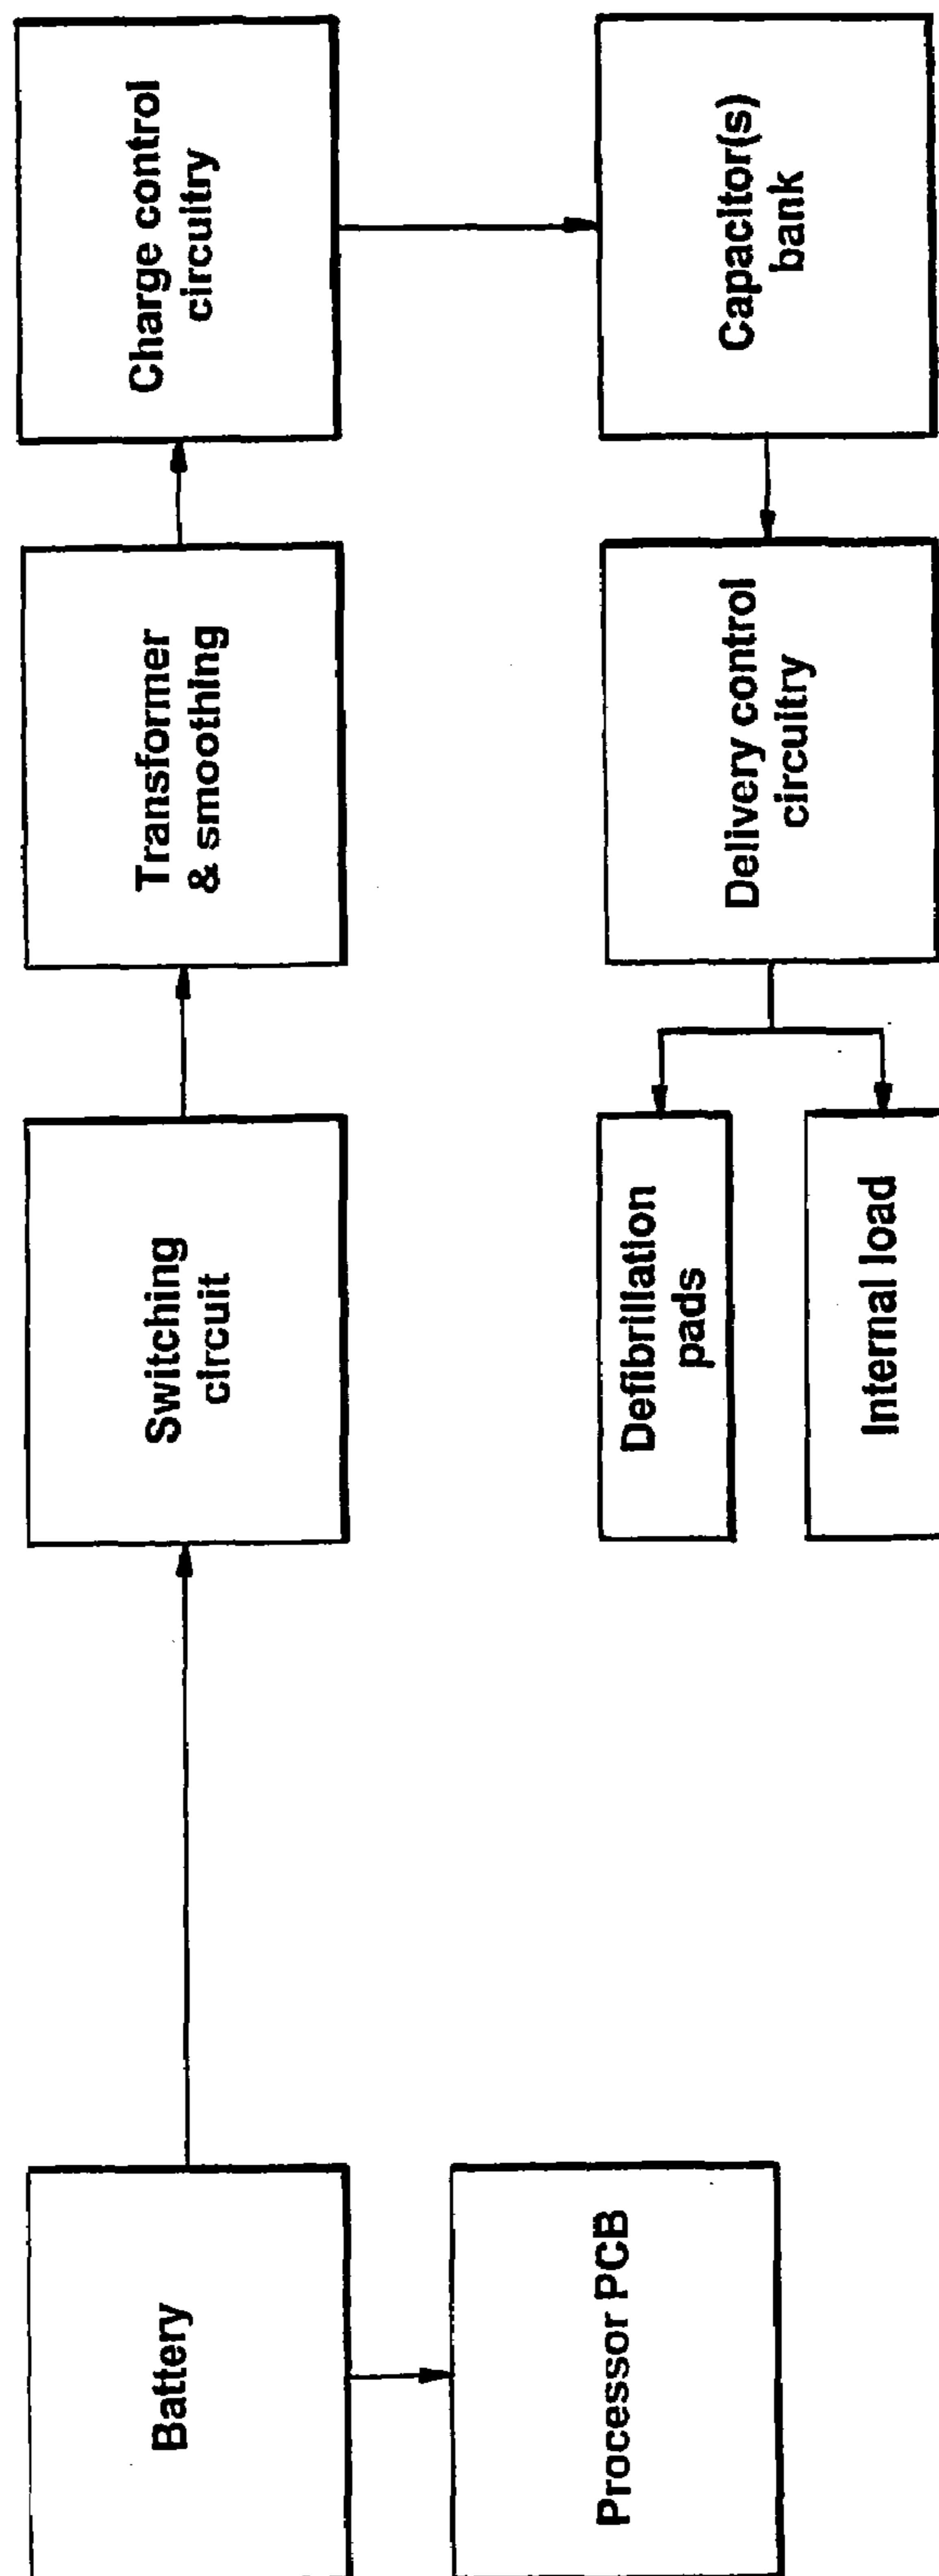 Battery
Processor PCB
Switching
circuit
Transformer
& smoothing
Charge control
circuitry
Capacitor(s)
bank
Delivery control
circuitry
Defibrillation
pads
Internal load